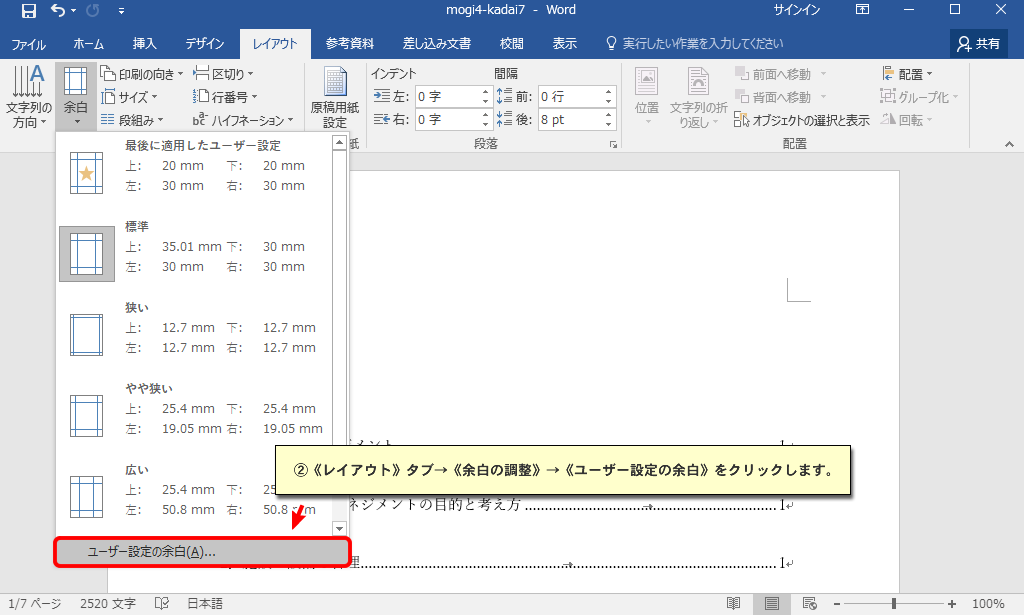 mogi4-kadai7 - Word
サインイン
ファイル
ホーム
挿入
デザイン
レイアウト
参考資料
差し込み文書
校閲
表示
実行したい作業を入力してください
共有
文字列の方向
余白
印刷の向き
サイズ
段組み
区切り
行番号
ハイフネーション
原稿用紙設定
インデント
左: 0 字
右: 0 字
間隔
前: 0 行
後: 8 pt
段落
位置
文字列の折り返し
前面へ移動
背面へ移動
オブジェクトの選択と表示
配置
グループ化
回転
配置
最後に適用したユーザー設定
上: 20 mm 下: 20 mm
左: 30 mm 右: 30 mm
標準
上: 35.01 mm 下: 30 mm
左: 30 mm 右: 30 mm
狭い
上: 12.7 mm 下: 12.7 mm
左: 12.7 mm 右: 12.7 mm
やや狭い
上: 25.4 mm 下: 25.4 mm
左: 19.05 mm 右: 19.05 mm
広い
上: 25.4 mm 下: 25
左: 50.8 mm 右: 50.8 mm
ユーザー設定の余白(A)...
②《レイアウト》タブ→《余白の調整》→《ユーザー設定の余白》をクリックします。
ネジメントの目的と考え方 1
1/7 ページ
2520 文字
日本語
100%